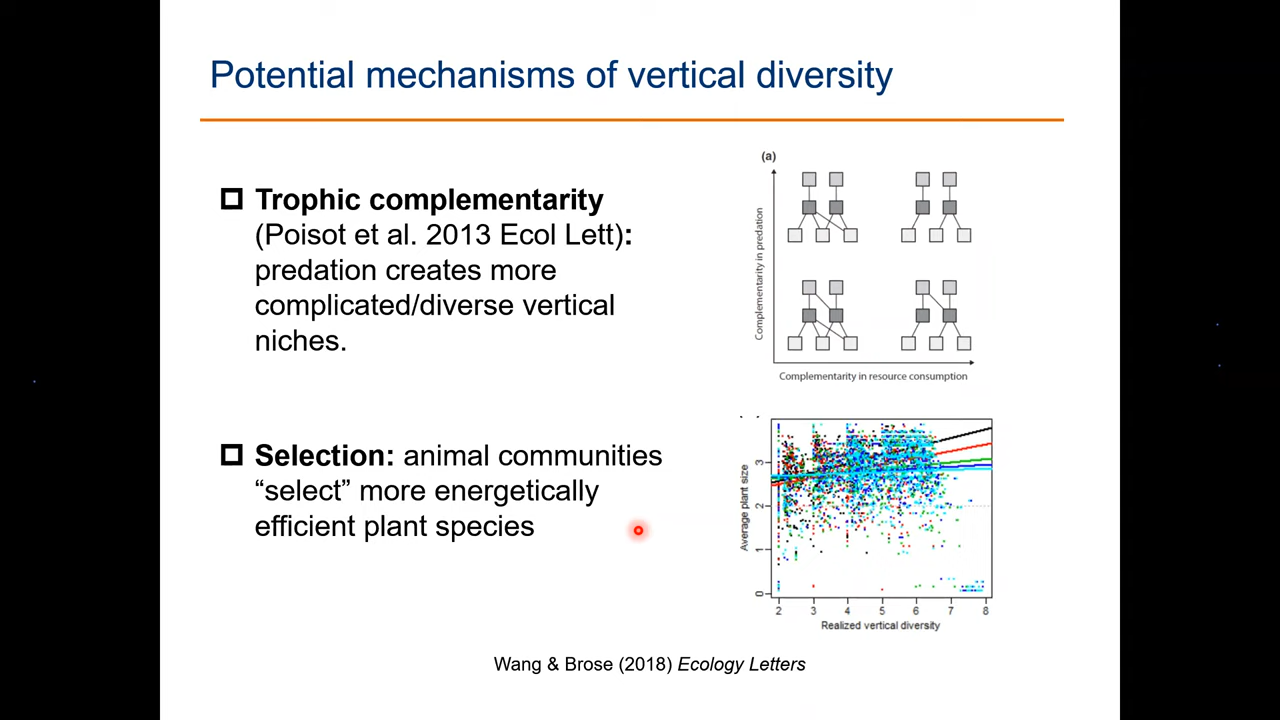 Potential mechanisms of vertical diversity
Trophic complementarity
(Poisot et al. 2013 Ecol Lett):
predation creates more
complicated/diverse vertical
niches.
Selection: animal communities
“select” more energetically
efficient plant species
(a)
Complementarity in predation
Complementarity in resource consumption
Average plant size
3
2
1
0
2 3 4 5 6 7 8
Realized vertical diversity
Wang & Brose (2018) Ecology Letters